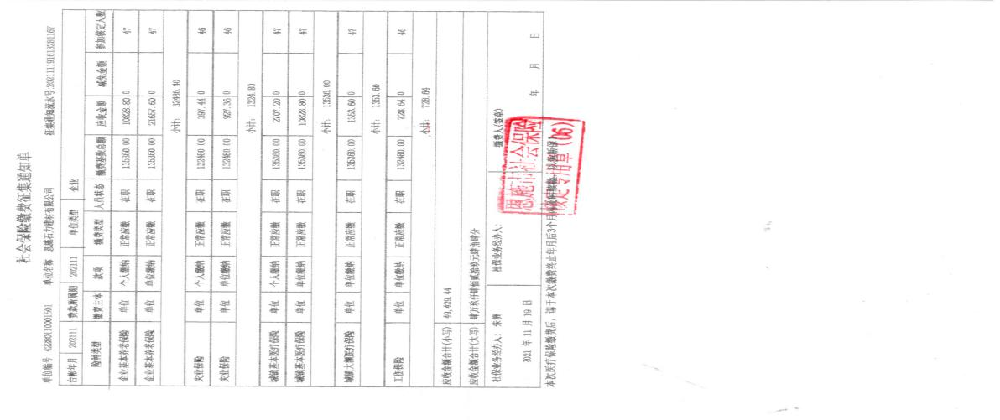 社会保险缴费征集通知单
单位编号 422801110001501 单位名称 恩施石力建材有限公司 征集通知流水号:2021111916182811​67
台帐年月 202111 费款所属期 202111 单位类型 企业
险种类型 缴费主体 款项 缴费类型 人员状态 缴费基数总额 应收金额 减免金额 参加核定人数
企业基本养老保险 单位 个人缴纳 正常应缴 在职 135360.00 10828.80 0 47
企业基本养老保险 单位 单位缴纳 正常应缴 在职 135360.00 21657.60 0 47
小计: 32486.40
失业保险 单位 个人缴纳 正常应缴 在职 132480.00 397.44 0 46
失业保险 单位 单位缴纳 正常应缴 在职 132480.00 927.36 0 46
小计: 1324.80
城镇基本医疗保险 单位 个人缴纳 正常应缴 在职 135360.00 2707.20 0 47
城镇基本医疗保险 单位 单位缴纳 正常应缴 在职 135360.00 10828.80 0 47
小计: 13536.00
城镇大额医疗保险 单位 单位缴纳 正常应缴 在职 135360.00 1353.60 0 47
小计: 1353.60
工伤保险 单位 单位缴纳 正常应缴 在职 132480.00 728.64 0 46
小计: 728.64
应收金额合计(小写): 49,429.44
应收金额合计(大写): 肆万玖仟肆佰贰拾玖元肆角肆分
社保业务经办人: 朱洲 社保业务经办人: 缴费人(签章)
2021 年 11 月 19 日 年 月 日
恩施市社会保险
核定专用章(06)
本次医疗保险缴费后，请于本次缴费终止年月后3个月